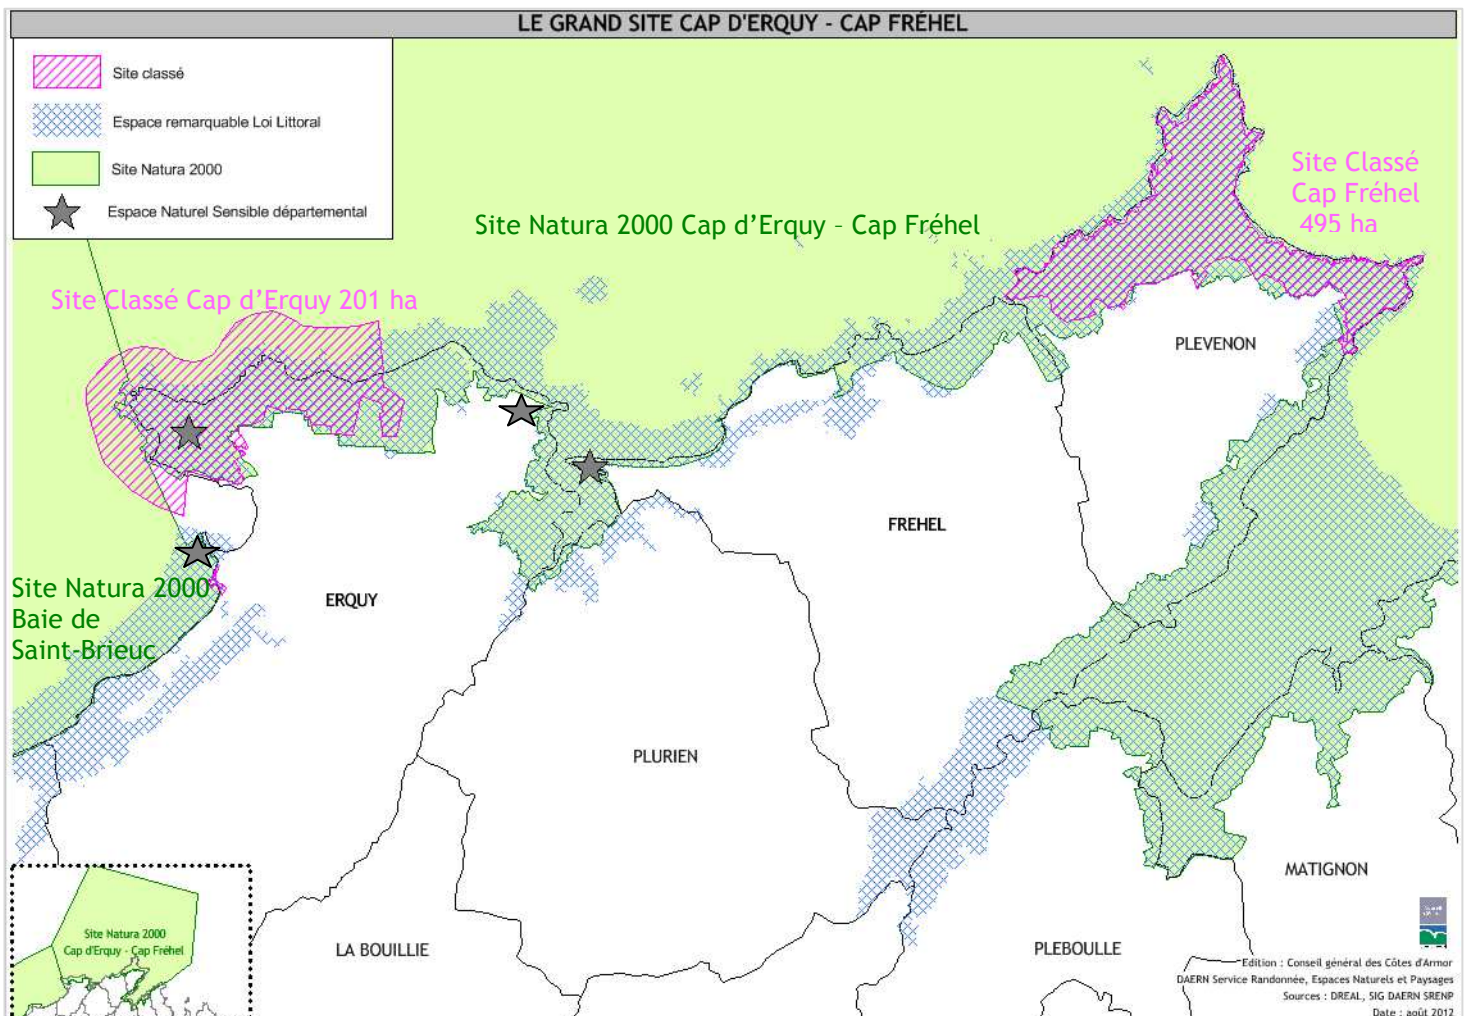 LE GRAND SITE CAP D'ERQUY - CAP FRÉHEL
Site classé
Espace remarquable Loi Littoral
Site Natura 2000
Espace Naturel Sensible départemental
Site Classé
Cap Fréhel
495 ha
Site Natura 2000 Cap d'Erquy - Cap Fréhel
Site Classé Cap d'Erquy 201 ha
PLEVENON
FREHEL
Site Natura 2000
Baie de
Saint-Brieuc
ERQUY
PLURIEN
MATIGNON
LA BOUILLIE
PLEBOULLE
Site Natura 2000
Cap d'Erquy - Cap Fréhel
Edition : Conseil général des Côtes d'Armor
DAERN Service Randonnée, Espaces Naturels et Paysages
Sources : DREAL, SIG DAERN SRENP
Date : août 2012